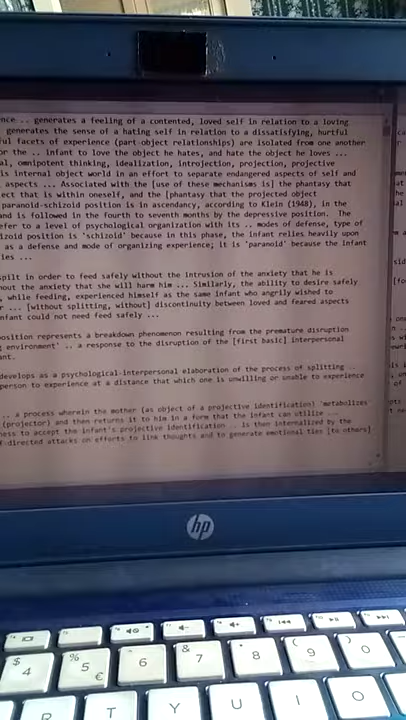 nce .. generates a feeling of a contented, loved self in relation to a loving
generates the sense of a hating self in relation to a dissatisfying, hurtful
ful facets of experience (part-object relationships) are isolated from one another
or the .. infant to love the object he hates, and hate the object he loves ...
al, omnipotent thinking, idealization, introjection, projection, projective
is internal object world in an effort to separate endangered aspects of self and
aspects ... Associated with the [use of these mechanisms is] the phantasy that
ect that is within oneself, and the [phantasy that the projected object
paranoid-schizoid position is in ascendancy, according to Klein (1948), in the
and is followed in the fourth to seventh months by the depressive position. The
efer to a level of psychological organization with its .. modes of defense, type of
izoid position is 'schizoid' because in this phase, the infant relies heavily upon
as a defense and mode of organizing experience; it is 'paranoid' because the infant
ies ...
split in order to feed safely without the intrusion of the anxiety that he is
out the anxiety that she will harm him ... Similarly, the ability to desire safely
, while feeding, experienced himself as the same infant who angrily wished to
r ... [without splitting, without] discontinuity between loved and feared aspects
nfant could not need feed safely ...
osition represents a breakdown phenomenon resulting from the premature disruption
g environment' .. a response to the disruption of the [first basic] interpersonal
ant.
develops as a psychological-interpersonal elaboration of the process of splitting ..
person to experience at a distance that which one is unwilling or unable to experience
.. a process wherein the mother (as object of a projective identification) 'metabolizes
(projector) and then returns it to him in a form that the infant can utilize ...
ness to accept the infant's projective identification .. is then internalized by the
f directed attacks on efforts to link thoughts and to generate emotional ties [to others]
hp
$ 4
% 5 €
^ 6
& 7
* 8
( 9
) 0
R T Y U I O